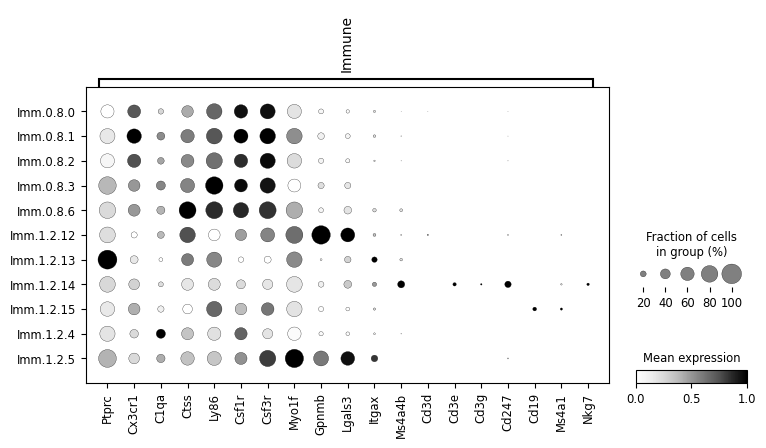 Immune
Imm.0.8.0
Imm.0.8.1
Imm.0.8.2
Imm.0.8.3
Imm.0.8.6
Imm.1.2.12
Imm.1.2.13
Imm.1.2.14
Imm.1.2.15
Imm.1.2.4
Imm.1.2.5
Ptprc
Cx3cr1
C1qa
Ctss
Ly86
Csf1r
Csf3r
Myo1f
Gpnmb
Lgals3
Itgax
Ms4a4b
Cd3d
Cd3e
Cd3g
Cd247
Cd19
Ms4a1
Nkg7
Fraction of cells
in group (%)
20 40 60 80 100
Mean expression
0.0 0.5 1.0